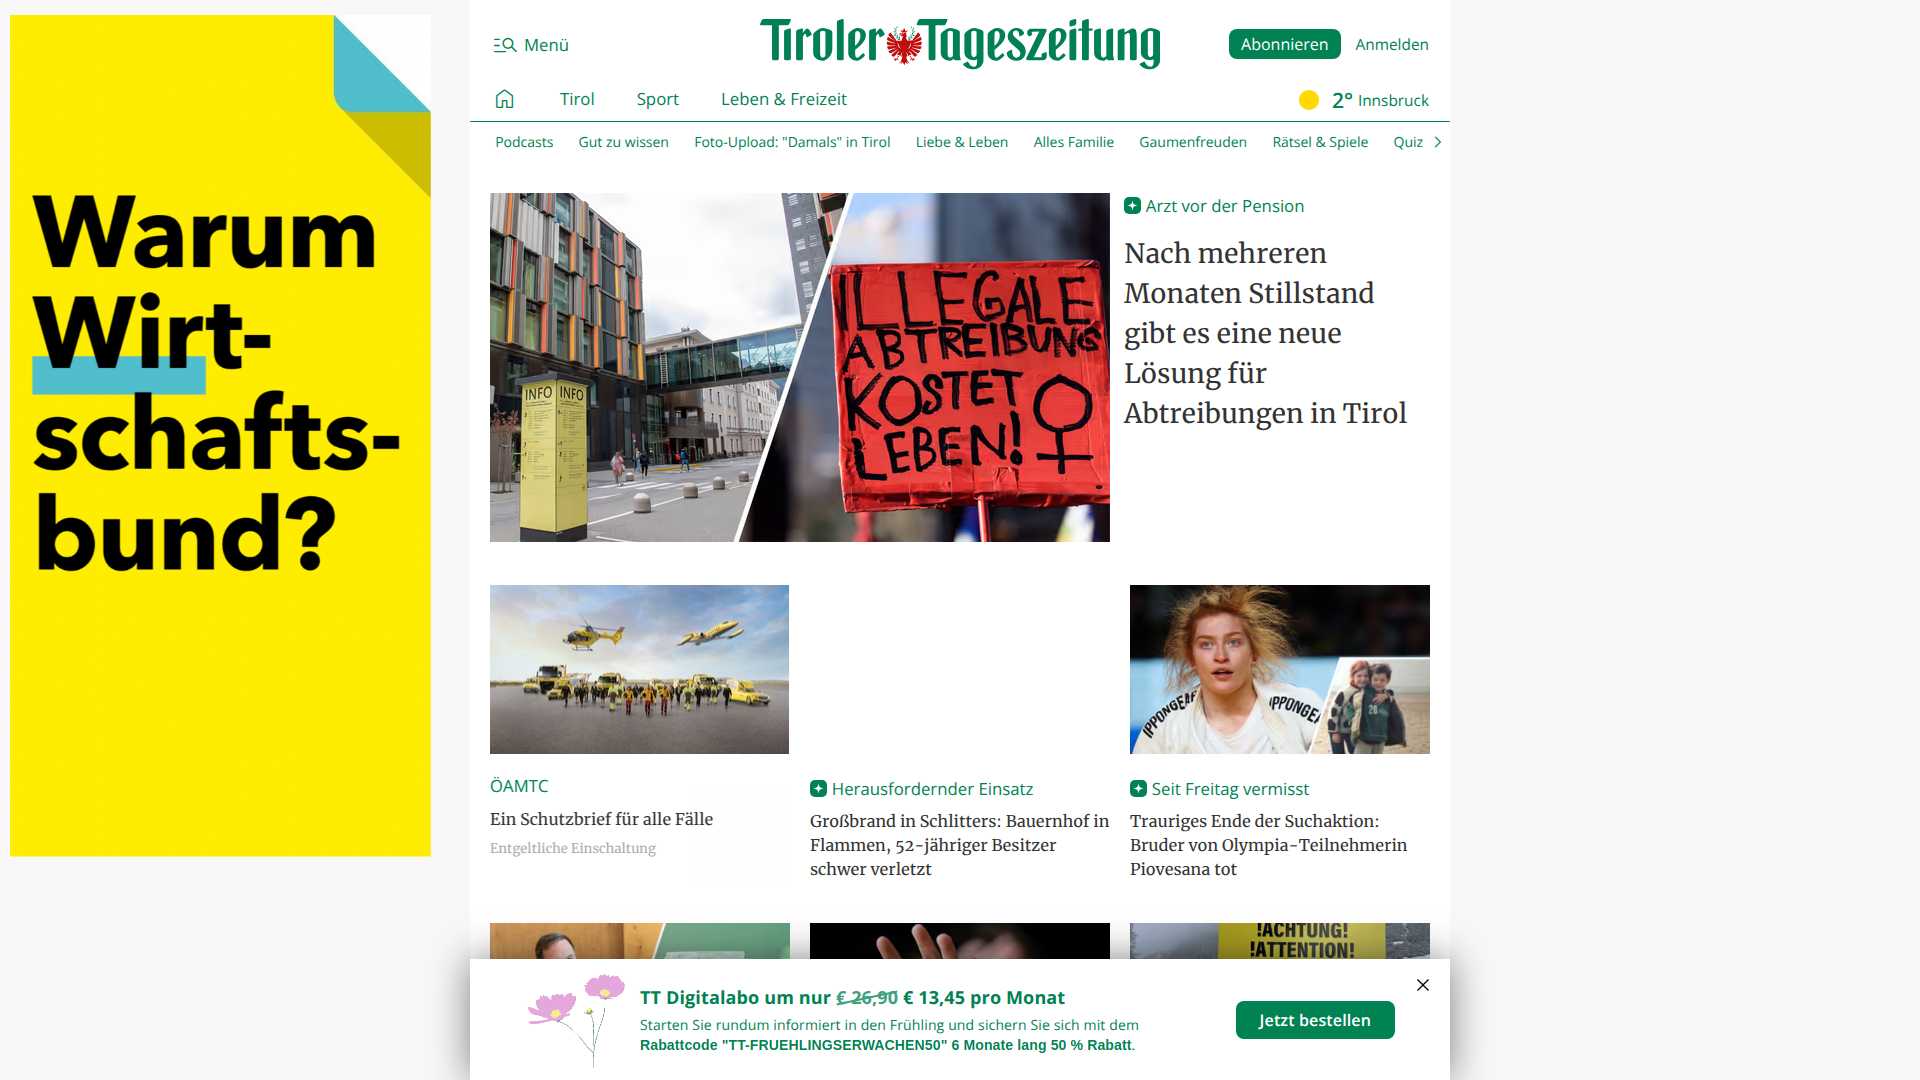 Warum
Wirt-
schafts-
bund?
Menü
Tiroler Tageszeitung
Abonnieren
Anmelden
Tirol
Sport
Leben & Freizeit
2° Innsbruck
Podcasts
Gut zu wissen
Foto-Upload: "Damals" in Tirol
Liebe & Leben
Alles Familie
Gaumenfreuden
Rätsel & Spiele
Quiz
INFO INFO
ILLEGALE
ABTREIBUNG
KOSTET
LEBEN!
Arzt vor der Pension
Nach mehreren
Monaten Stillstand
gibt es eine neue
Lösung für
Abtreibungen in Tirol
ÖAMTC
Ein Schutzbrief für alle Fälle
Entgeltliche Einschaltung
Herausfordernder Einsatz
Großbrand in Schlitters: Bauernhof in
Flammen, 52-jähriger Besitzer
schwer verletzt
IPPONGEAR
IPPONGEA
28
Seit Freitag vermisst
Trauriges Ende der Suchaktion:
Bruder von Olympia-Teilnehmerin
Piovesana tot
!ACHTUNG!
!ATTENTION!
TT Digitalabo um nur € 26,90 € 13,45 pro Monat
Starten Sie rundum informiert in den Frühling und sichern Sie sich mit dem
Rabattcode "TT-FRUEHLINGSERWACHEN50" 6 Monate lang 50 % Rabatt.
Jetzt bestellen